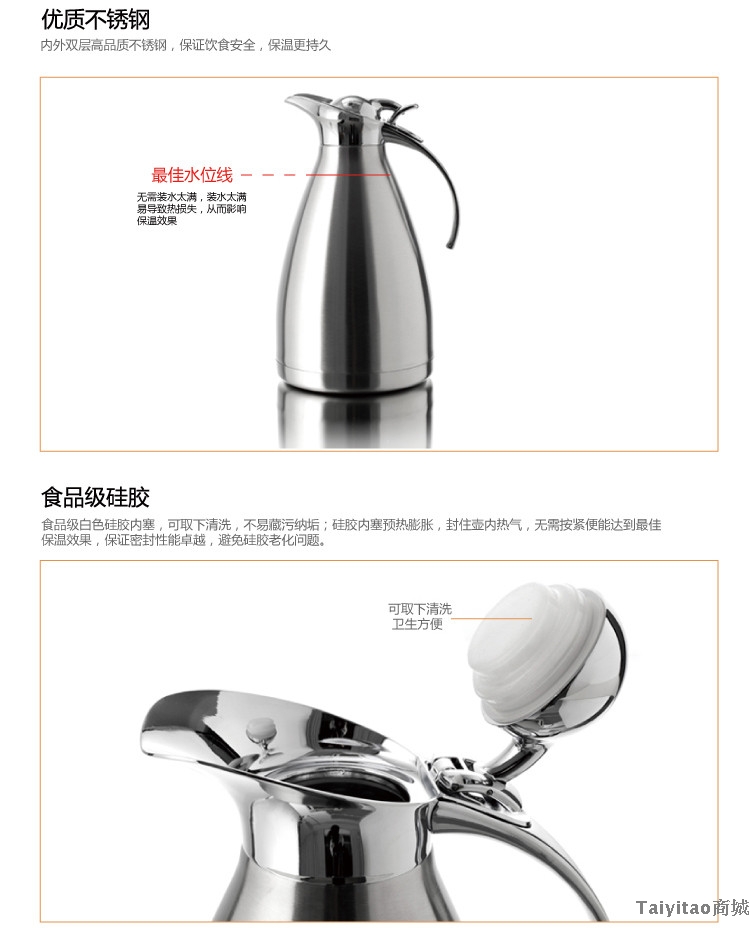 优质不锈钢
内外双层高品质不锈钢，保证饮食安全，保温更持久
最佳水位线
无需装水太满，装水太满
易导致热损失，从而影响
保温效果
食品级硅胶
食品级白色硅胶内塞，可取下清洗，不易藏污纳垢；硅胶内塞预热膨胀，封住壶内热气，无需按紧便能达到最佳
保温效果，保证密封性能卓越，避免硅胶老化问题。
可取下清洗
卫生方便
Taiyitao商城